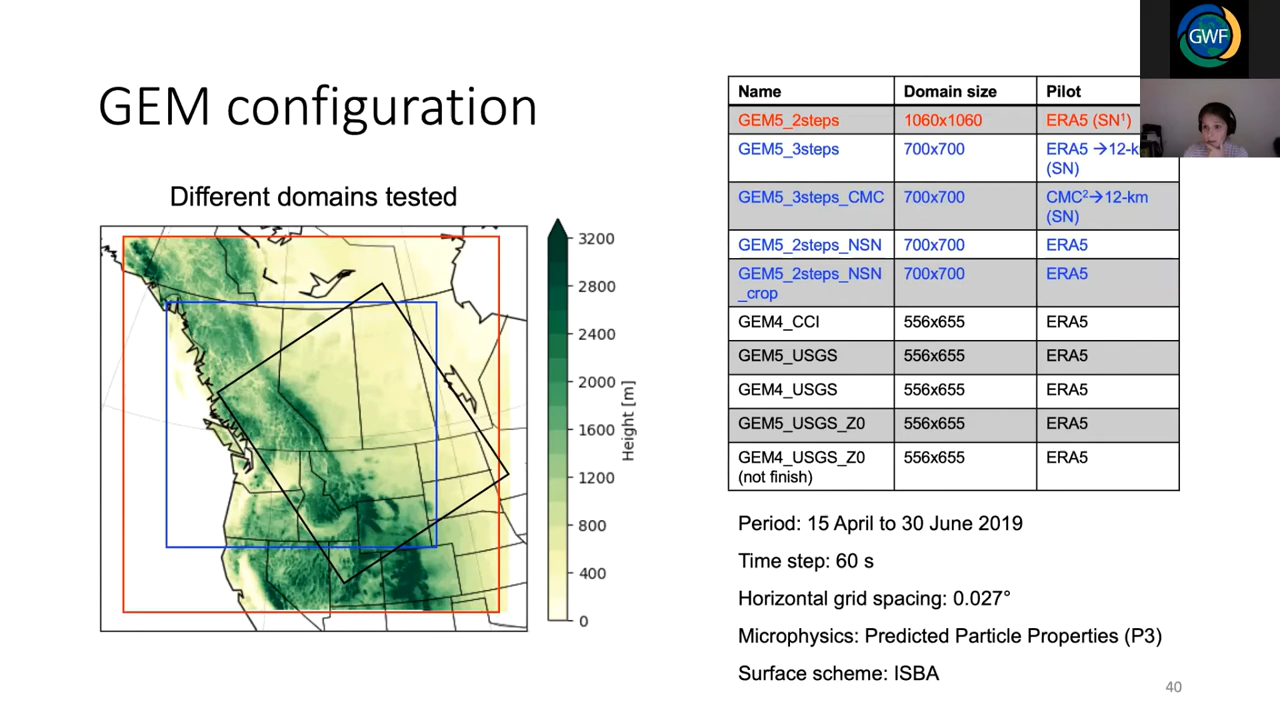 GWF
GEM configuration
Different domains tested
3200
2800
2400
2000
1600
1200
800
400
0
Height [m]
Name Domain size Pilot
GEM5_2steps 1060x1060 ERA5 (SN¹)
GEM5_3steps 700x700 ERA5 →12-k
(SN)
GEM5_3steps_CMC 700x700 CMC²→12-km
(SN)
GEM5_2steps_NSN 700x700 ERA5
GEM5_2steps_NSN 700x700 ERA5
_crop
GEM4_CCI 556x655 ERA5
GEM5_USGS 556x655 ERA5
GEM4_USGS 556x655 ERA5
GEM5_USGS_Z0 556x655 ERA5
GEM4_USGS_Z0 556x655 ERA5
(not finish)
Period: 15 April to 30 June 2019
Time step: 60 s
Horizontal grid spacing: 0.027°
Microphysics: Predicted Particle Properties (P3)
Surface scheme: ISBA
40